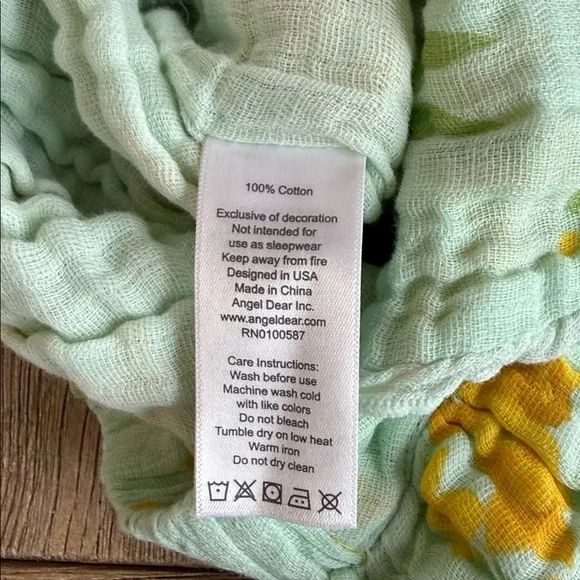 100% Cotton
Exclusive of decoration
Not intended for
use as sleepwear
Keep away from fire
Designed in USA
Made in China
Angel Dear Inc.
www.angeldear.com
RN0100587
Care Instructions:
Wash before use
Machine wash cold
with like colors
Do not bleach
Tumble dry on low heat
Warm iron
Do not dry clean